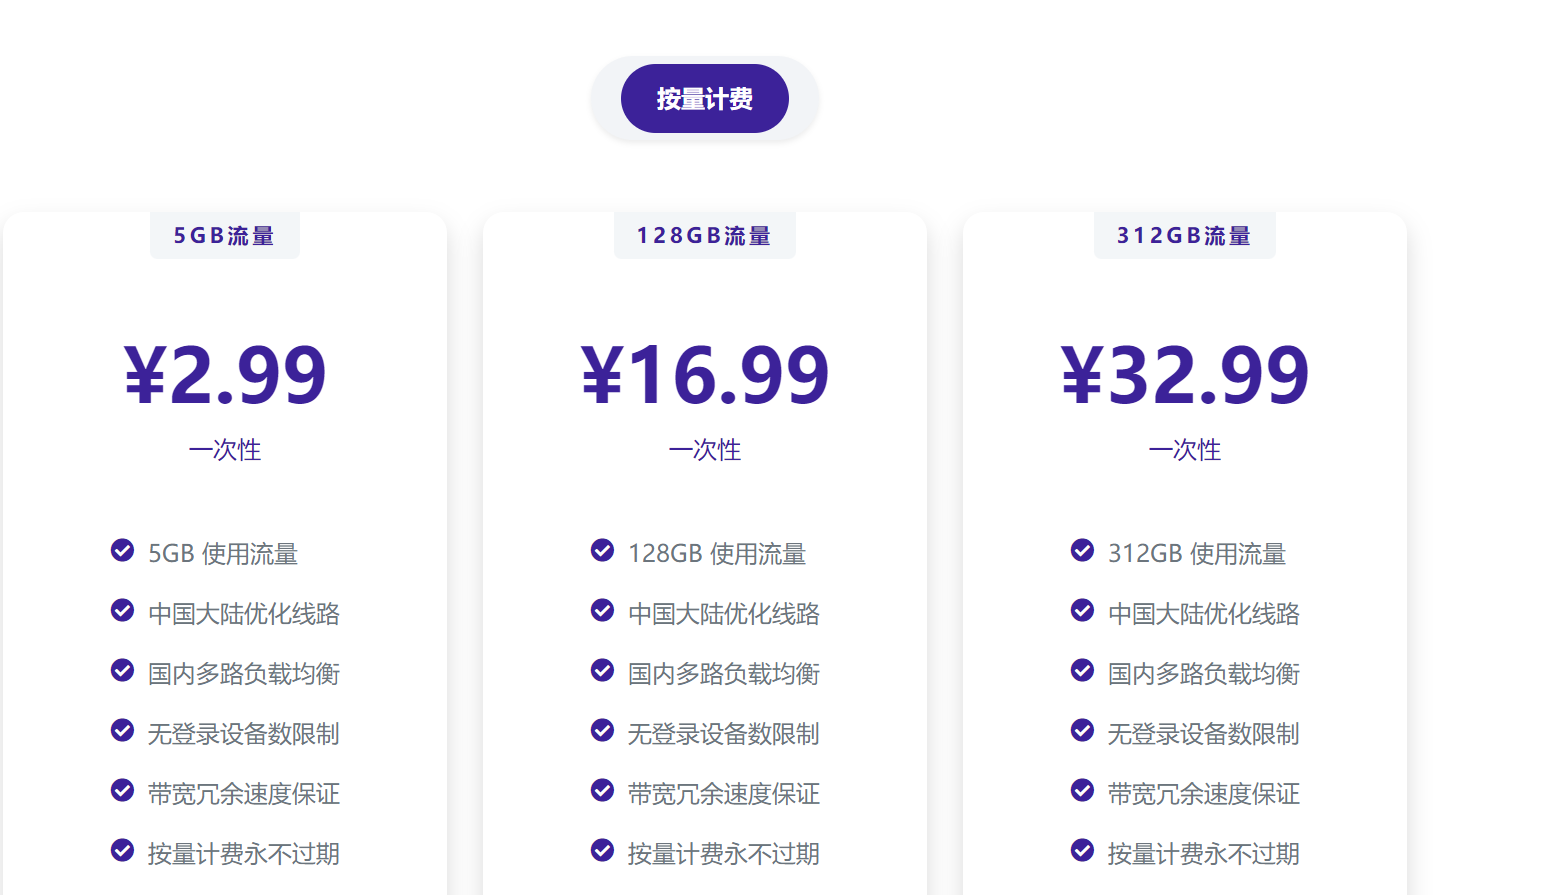 按量计费
5GB流量
¥2.99
一次性
5GB 使用流量
中国大陆优化线路
国内多路负载均衡
无登录设备数限制
带宽冗余速度保证
按量计费永不过期
128GB流量
¥16.99
一次性
128GB 使用流量
中国大陆优化线路
国内多路负载均衡
无登录设备数限制
带宽冗余速度保证
按量计费永不过期
312GB流量
¥32.99
一次性
312GB 使用流量
中国大陆优化线路
国内多路负载均衡
无登录设备数限制
带宽冗余速度保证
按量计费永不过期